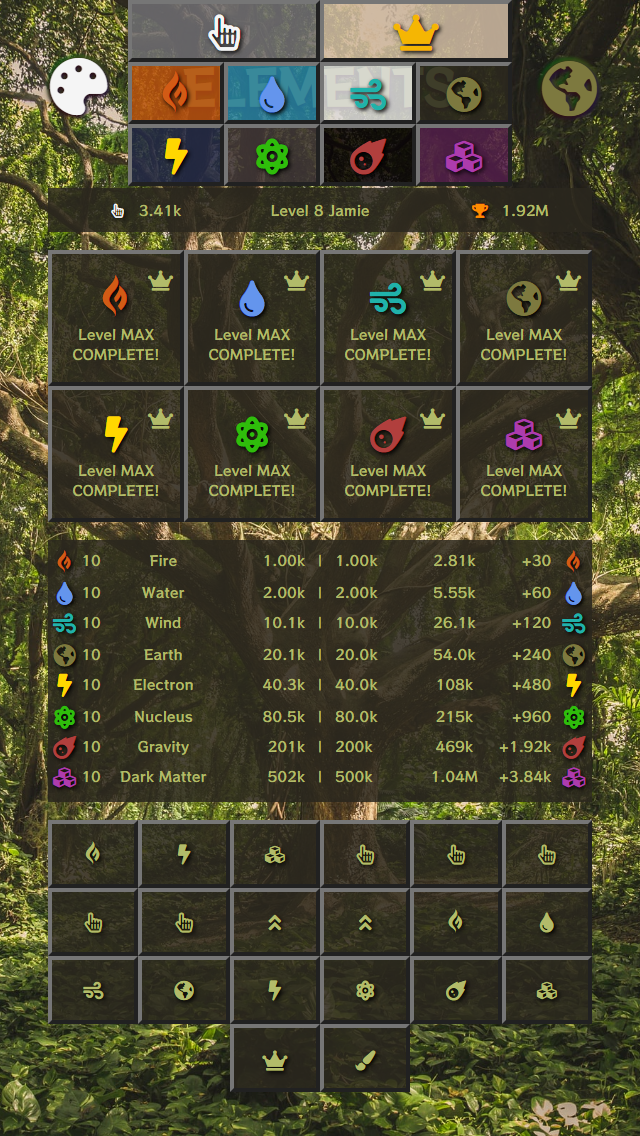 ELEMENTS
3.41k Level 8 Jamie 1.92M
Level MAX Level MAX Level MAX Level MAX
COMPLETE! COMPLETE! COMPLETE! COMPLETE!
Level MAX Level MAX Level MAX Level MAX
COMPLETE! COMPLETE! COMPLETE! COMPLETE!
10 Fire 1.00k | 1.00k 2.81k +30
10 Water 2.00k | 2.00k 5.55k +60
10 Wind 10.1k | 10.0k 26.1k +120
10 Earth 20.1k | 20.0k 54.0k +240
10 Electron 40.3k | 40.0k 108k +480
10 Nucleus 80.5k | 80.0k 215k +960
10 Gravity 201k | 200k 469k +1.92k
10 Dark Matter 502k | 500k 1.04M +3.84k